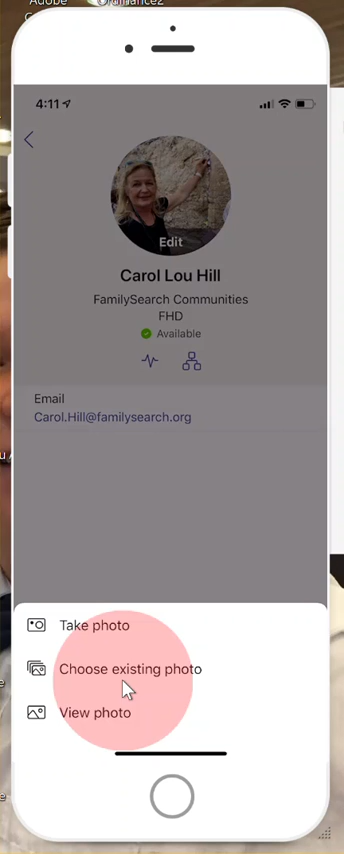 Adobe
Ordinance2
4:11
Edit
Carol Lou Hill
FamilySearch Communities
FHD
Available
Email
Carol.Hill@familysearch.org
Take photo
Choose existing photo
View photo